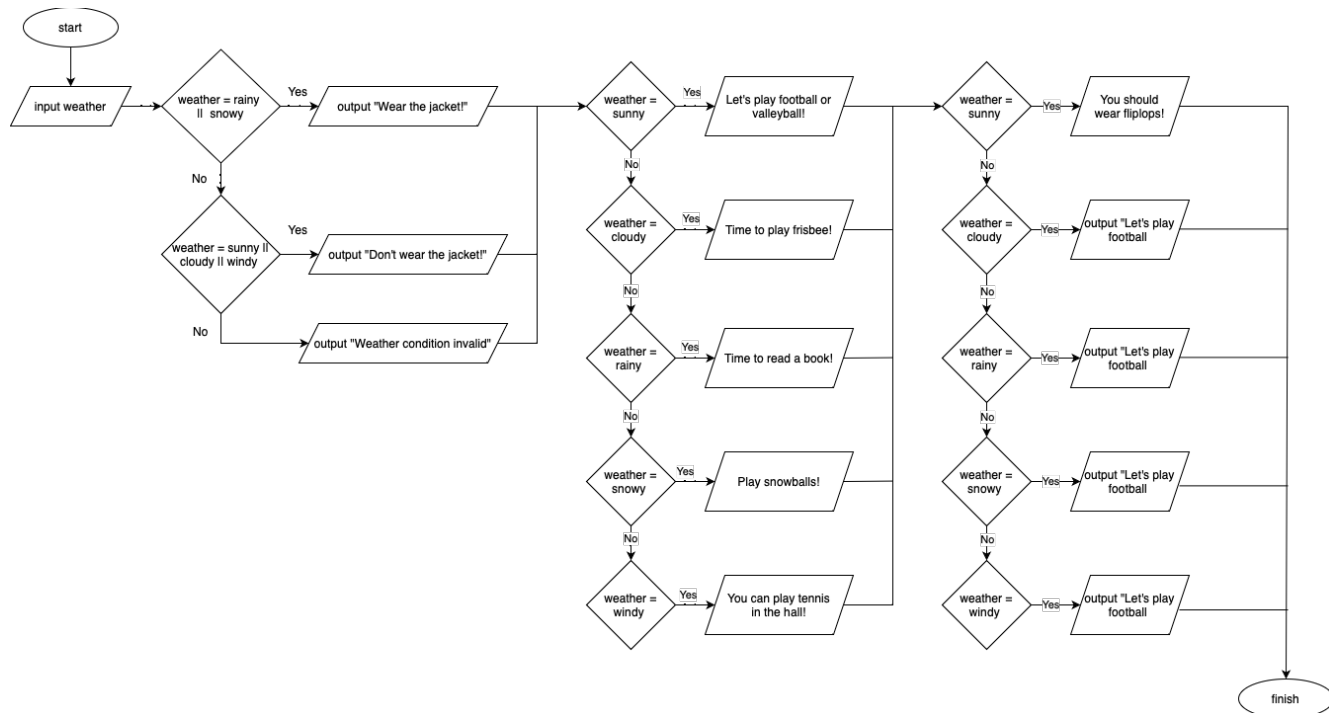 start
input weather
weather = rainy
|| snowy
Yes
output "Wear the jacket!"
No
weather = sunny ||
cloudy || windy
Yes
output "Don't wear the jacket!"
No
output "Weather condition invalid"
weather =
sunny
Yes
Let's play football or
valleyball!
No
weather =
cloudy
Yes
Time to play frisbee!
No
weather =
rainy
Yes
Time to read a book!
No
weather =
snowy
Yes
Play snowballs!
No
weather =
windy
Yes
You can play tennis
in the hall!
weather =
sunny
Yes
You should
wear fliplops!
No
weather =
cloudy
Yes
output "Let's play
football
No
weather =
rainy
Yes
output "Let's play
football
No
weather =
snowy
Yes
output "Let's play
football
No
weather =
windy
Yes
output "Let's play
football
finish